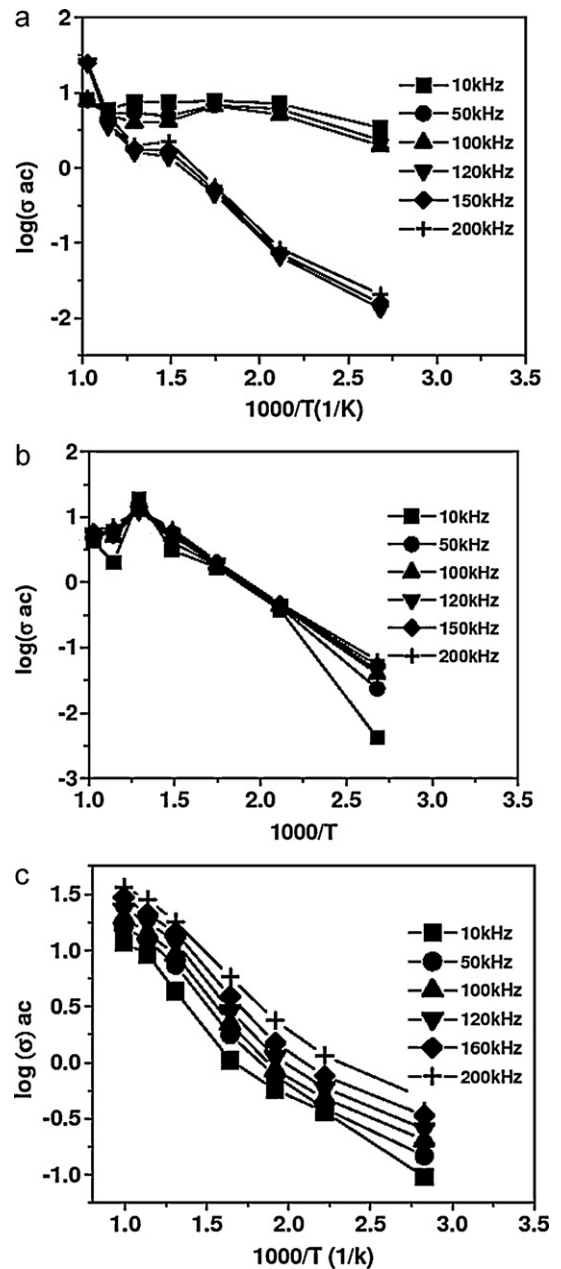 a
2
1
0
-1
-2
log(σ ac)
10kHz
50kHz
100kHz
120kHz
150kHz
200kHz
1.0 1.5 2.0 2.5 3.0 3.5
1000/T(1/K)
b
2
1
0
-1
-2
-3
log(σ ac)
10kHz
50kHz
100kHz
120kHz
150kHz
200kHz
1.0 1.5 2.0 2.5 3.0 3.5
1000/T
c
1.5
1.0
0.5
0.0
-0.5
-1.0
log (σ) ac
10kHz
50kHz
100kHz
120kHz
160kHz
200kHz
1.0 1.5 2.0 2.5 3.0 3.5
1000/T (1/k)